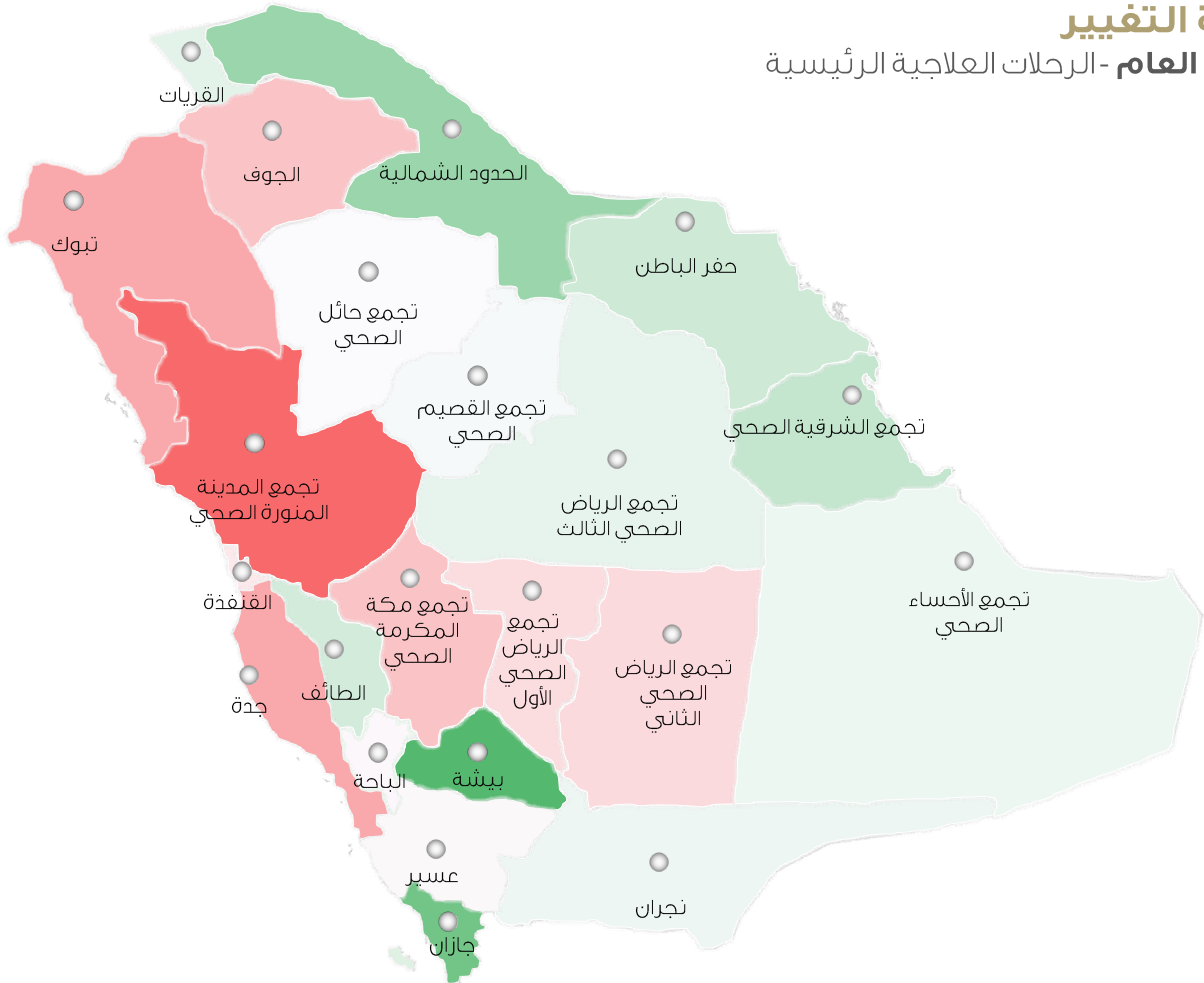 التغيير
العام - الرحلات العلاجية الرئيسية
القريات
الجوف
الحدود الشمالية
تبوك
حفر الباطن
تجمع حائل
الصحي
تجمع القصيم
الصحي
تجمع الشرقية الصحي
تجمع المدينة
المنورة الصحي
تجمع الرياض
الصحي الثالث
القنفذة
تجمع مكة
المكرمة
الصحي
تجمع
الرياض
الصحي
الأول
تجمع الرياض
الصحي
الثاني
تجمع الأحساء
الصحي
جدة
الطائف
الباحة
بيشة
عسير
نجران
جازان